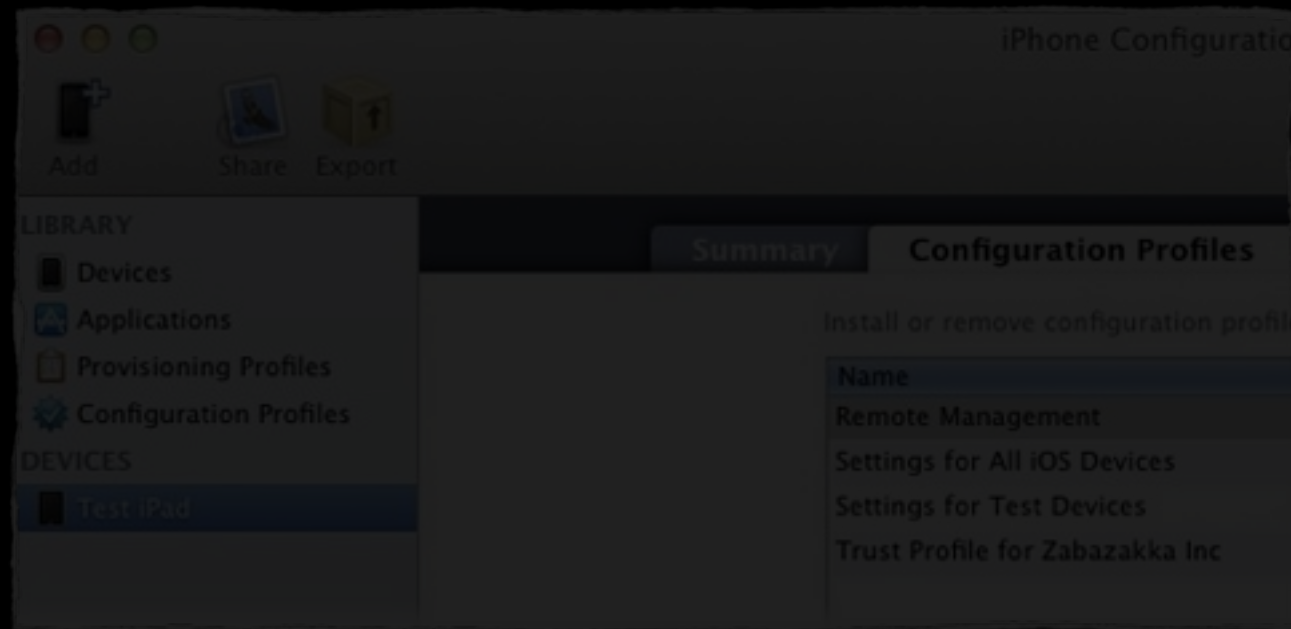 iPhone Configuratio
Add Share Export
LIBRARY
Devices
Applications
Provisioning Profiles
Configuration Profiles
DEVICES
Test iPad
Summary Configuration Profiles
Install or remove configuration profil
Name
Remote Management
Settings for All iOS Devices
Settings for Test Devices
Trust Profile for Zabazakka Inc